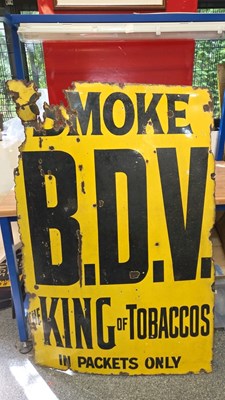 SMOKE
B.D.V.
THE KING OF TOBACCOS
IN PACKETS ONLY